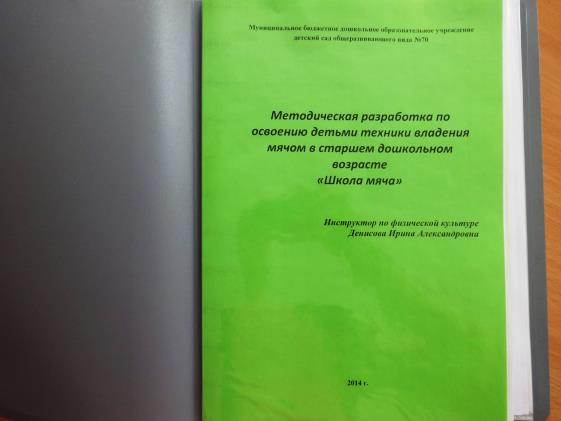 Муниципальное бюджетное дошкольное образовательное учреждение
детский сад общеразвивающего вида №70
Методическая разработка по
освоению детьми техники владения
мячом в старшем дошкольном
возрасте
«Школа мяча»
Инструктор по физической культуре
Денисова Ирина Александровна
2014 г.